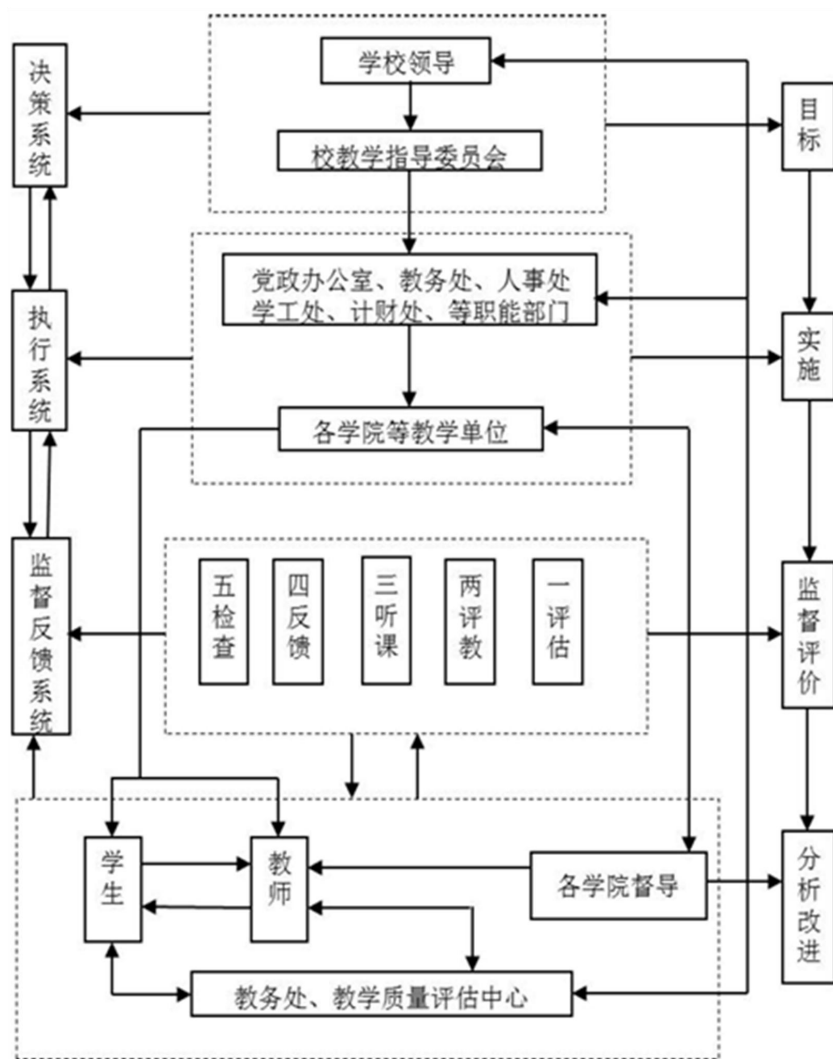 学校领导
决策系统
目标
校教学指导委员会
党政办公室、教务处、人事处
学工处、计财处、等职能部门
执行系统
实施
各学院等教学单位
监督反馈系统
五检查
四反馈
三听课
两评教
一评估
监督评价
学生
教师
各学院督导
分析改进
教务处、教学质量评估中心